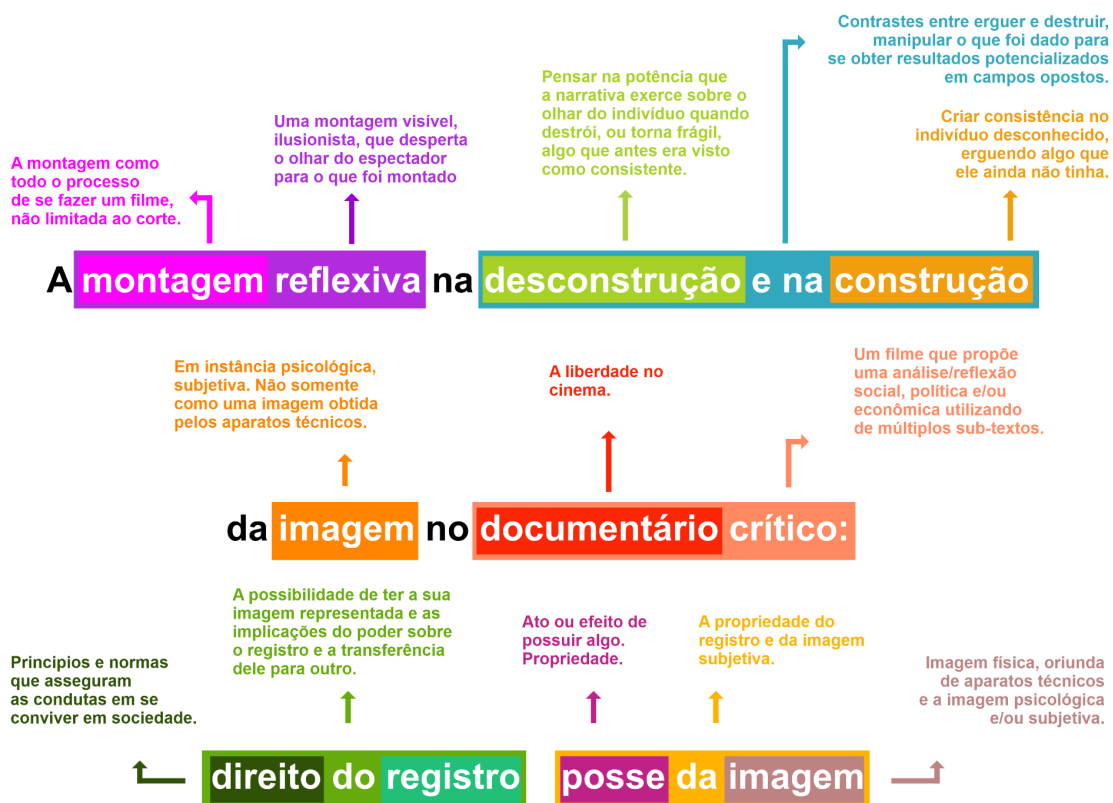 Contrastes entre erguer e destruir,
manipular o que foi dado para
se obter resultados potencializados
em campos opostos.
Pensar na potência que
a narrativa exerce sobre o
olhar do indivíduo quando
destrói, ou torna frágil,
algo que antes era visto
como consistente.
Uma montagem visível,
ilusionista, que desperta
o olhar do espectador
para o que foi montado
Criar consistência no
indivíduo desconhecido,
erguendo algo que
ele ainda não tinha.
A montagem como
todo o processo
de se fazer um filme,
não limitada ao corte.
A montagem reflexiva na desconstrução e na construção
Em instância psicológica,
subjetiva. Não somente
como uma imagem obtida
pelos aparatos técnicos.
A liberdade no
cinema.
Um filme que propõe
uma análise/reflexão
social, política e/ou
econômica utilizando
de múltiplos sub-textos.
da imagem no documentário crítico:
A possibilidade de ter a sua
imagem representada e as
implicações do poder sobre
o registro e a transferência
dele para outro.
Ato ou efeito de
possuir algo.
Propriedade.
A propriedade do
registro e da imagem
subjetiva.
Principios e normas
que asseguram
as condutas em se
conviver em sociedade.
Imagem física, oriunda
de aparatos técnicos
e a imagem psicológica
e/ou subjetiva.
direito do registro posse da imagem